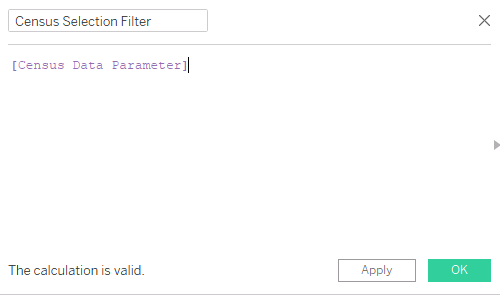 Census Selection Filter
[Census Data Parameter]
The calculation is valid.
Apply
OK